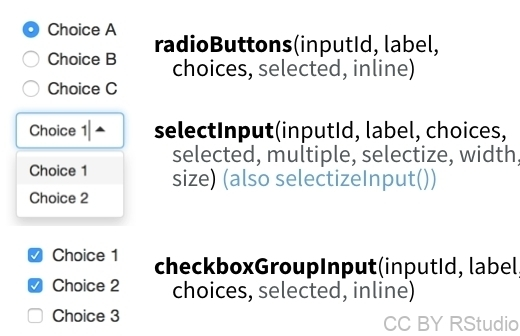 Choice A
Choice B
Choice C
radioButtons(inputId, label,
choices, selected, inline)
Choice 1
Choice 1
Choice 2
selectInput(inputId, label, choices,
selected, multiple, selectize, width,
size) (also selectizeInput())
Choice 1
Choice 2
Choice 3
checkboxGroupInput(inputId, label,
choices, selected, inline)
CC BY RStudio